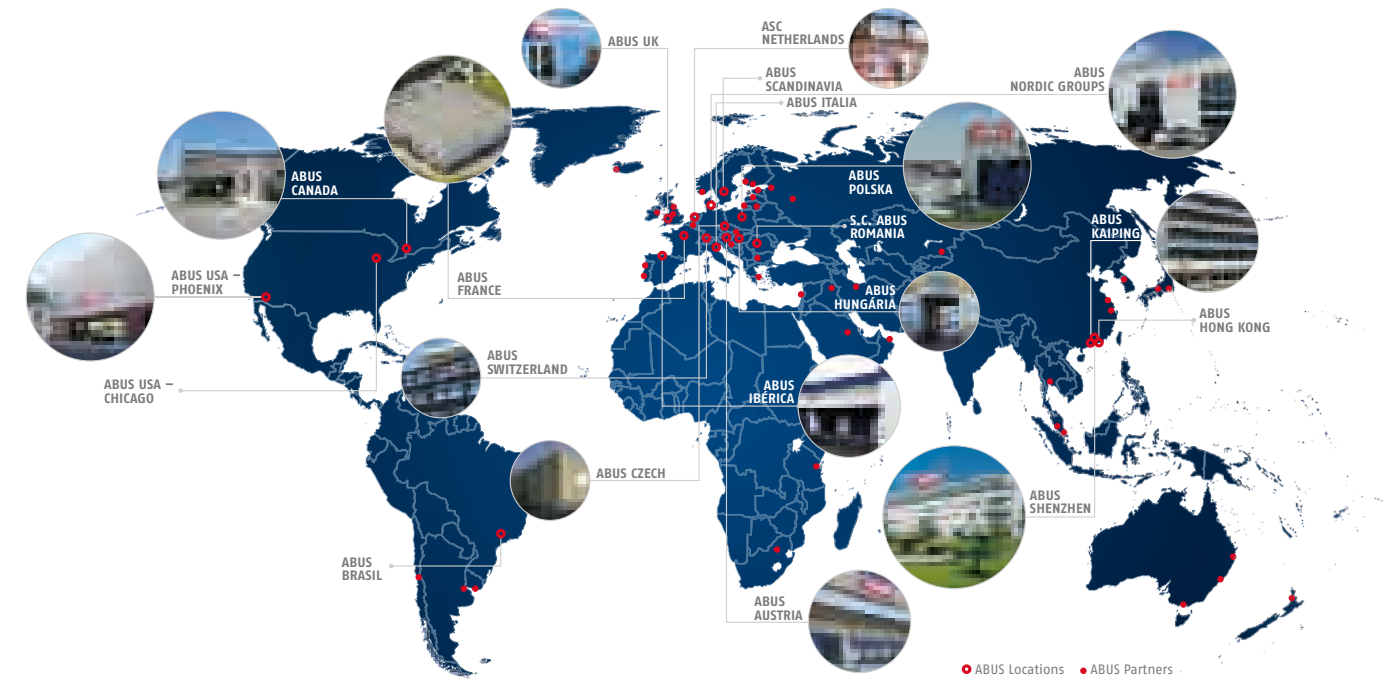 ABUS UK
ASC
NETHERLANDS
ABUS
SCANDINAVIA
ABUS ITALIA
ABUS
NORDIC GROUPS
ABUS
CANADA
ABUS
POLSKA
S.C. ABUS
ROMANIA
ABUS
KAIPING
ABUS USA –
PHOENIX
ABUS
FRANCE
ABUS
HUNGÁRIA
ABUS
HONG KONG
ABUS USA –
CHICAGO
ABUS
SWITZERLAND
ABUS
IBÉRICA
ABUS CZECH
ABUS
SHENZHEN
ABUS
BRASIL
ABUS
AUSTRIA
ABUS Locations
ABUS Partners